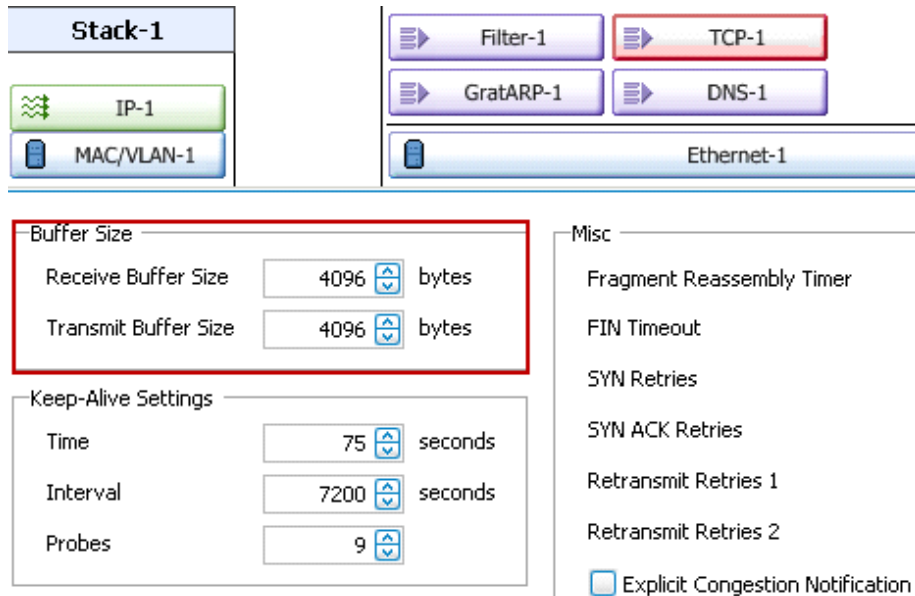 Stack-1
IP-1
MAC/VLAN-1
Filter-1
TCP-1
GratARP-1
DNS-1
Ethernet-1
Buffer Size
Receive Buffer Size 4096 bytes
Transmit Buffer Size 4096 bytes
Keep-Alive Settings
Time 75 seconds
Interval 7200 seconds
Probes 9
Misc
Fragment Reassembly Timer
FIN Timeout
SYN Retries
SYN ACK Retries
Retransmit Retries 1
Retransmit Retries 2
Explicit Congestion Notification